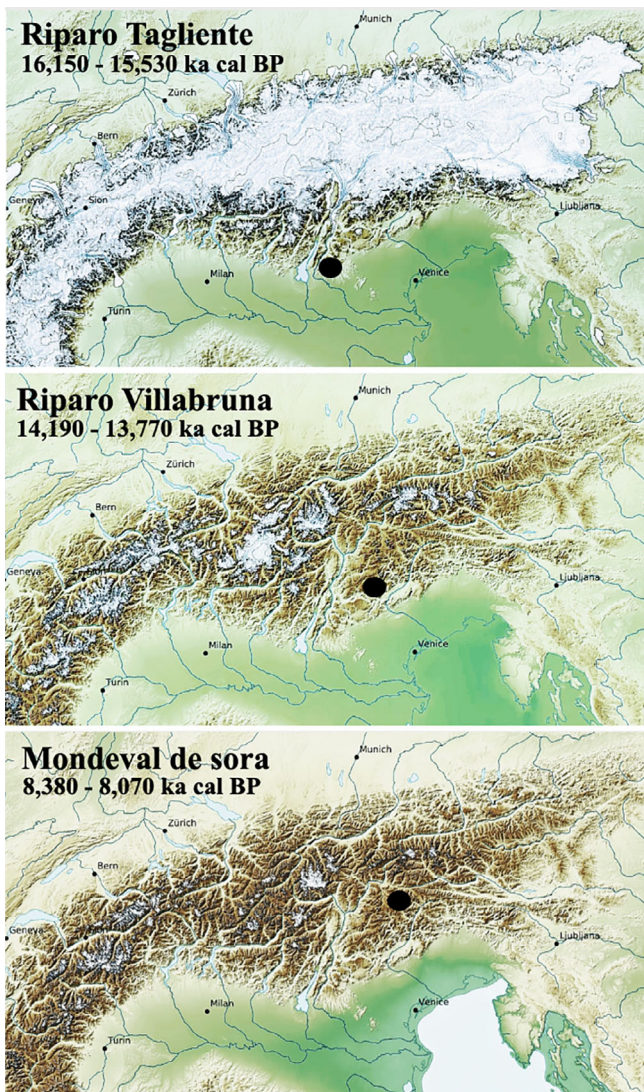 Riparo Tagliente
16,150 - 15,530 ka cal BP
Munich
Zürich
Bern
Geneva
Sion
Ljubljana
Milan
Venice
Turin
Riparo Villabruna
14,190 - 13,770 ka cal BP
Munich
Zürich
Bern
Geneva
Ljubljana
Milan
Venice
Turin
Mondeval de sora
8,380 - 8,070 ka cal BP
Munich
Zürich
Bern
Geneva
Ljubljana
Milan
Venice
Turin